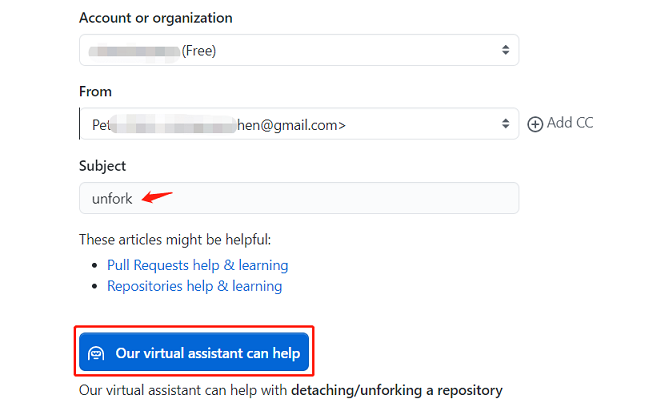 Account or organization
(Free)
From
Pet hen@gmail.com>
Add CC
Subject
unfork
These articles might be helpful:
Pull Requests help & learning
Repositories help & learning
Our virtual assistant can help
Our virtual assistant can help with detaching/unforking a repository